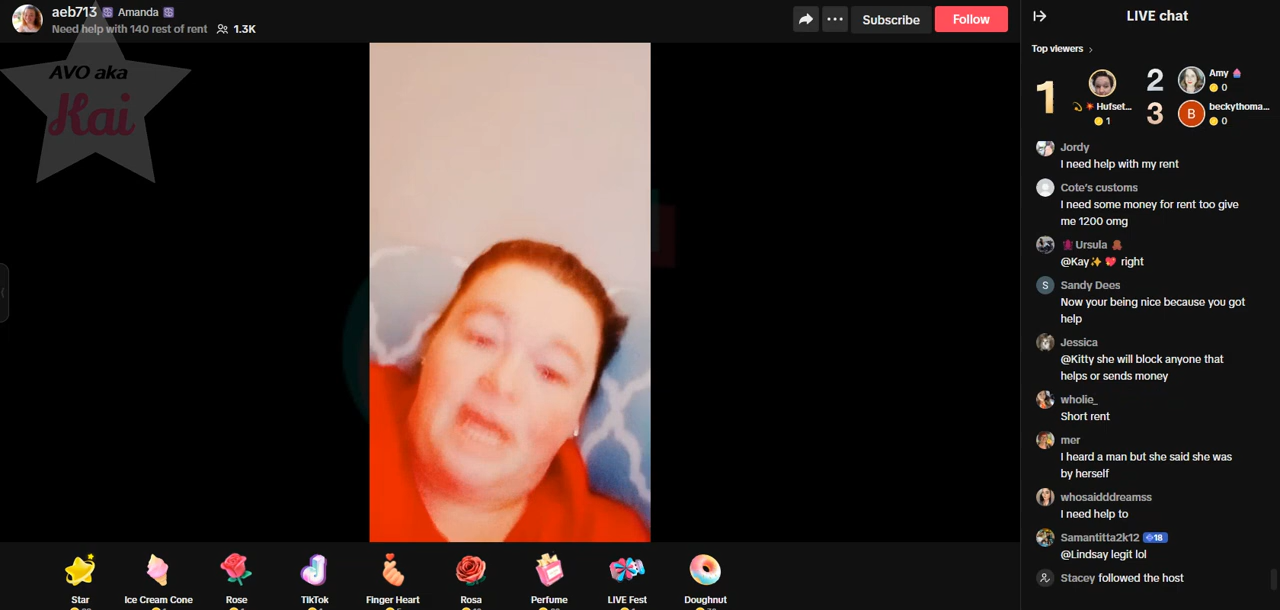 aeb713 Amanda
Need help with 140 rest of rent 1.3K
Subscribe
Follow
AVO aka
Kai
LIVE chat
Top viewers
1
Hufset...
1
2
Amy
0
3
B
beckythoma...
0
Jordy
I need help with my rent
Cote's customs
I need some money for rent too give
me 1200 omg
Ursula
@Kay✨ 💖 right
S
Sandy Dees
Now your being nice because you got
help
Jessica
@Kitty she will block anyone that
helps or sends money
wholie_
Short rent
mer
I heard a man but she said she was
by herself
whosaidddreamss
I need help to
Samantitta2k12 18
@Lindsay legit lol
Stacey followed the host
Star
Ice Cream Cone
Rose
TikTok
Finger Heart
Rosa
Perfume
LIVE Fest
Doughnut